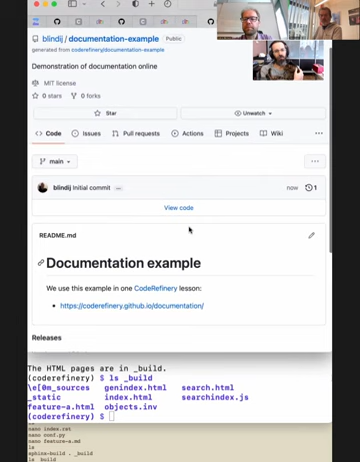 blindij / documentation-example Public
generated from coderefinery/documentation-example
Demonstration of documentation online
MIT license
0 stars 0 forks
Star Unwatch
Code Issues Pull requests Actions Projects Wiki
main
blindij Initial commit now 1
View code
README.md
Documentation example
We use this example in one CodeRefinery lesson:
https://coderefinery.github.io/documentation/
Releases
The HTML pages are in _build.
(coderefinery) $ ls _build
\e[0m_sources genindex.html search.html
_static index.html searchindex.js
feature-a.html objects.inv
(coderefinery) $
nano index.rst
nano conf.py
nano feature-a.md
ls
sphinx-build . _build
ls _build